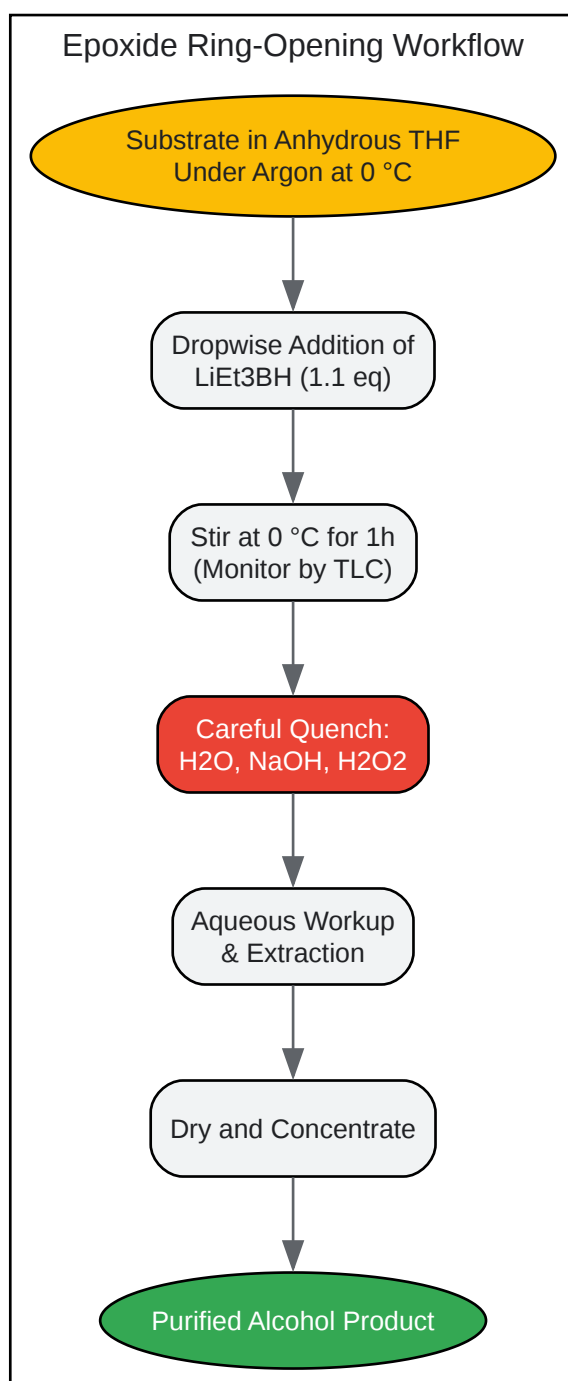 Epoxide Ring-Opening Workflow
Substrate in Anhydrous THF
Under Argon at 0 °C
Dropwise Addition of
LiEt3BH (1.1 eq)
Stir at 0 °C for 1h
(Monitor by TLC)
Careful Quench:
H2O, NaOH, H2O2
Aqueous Workup
& Extraction
Dry and Concentrate
Purified Alcohol Product